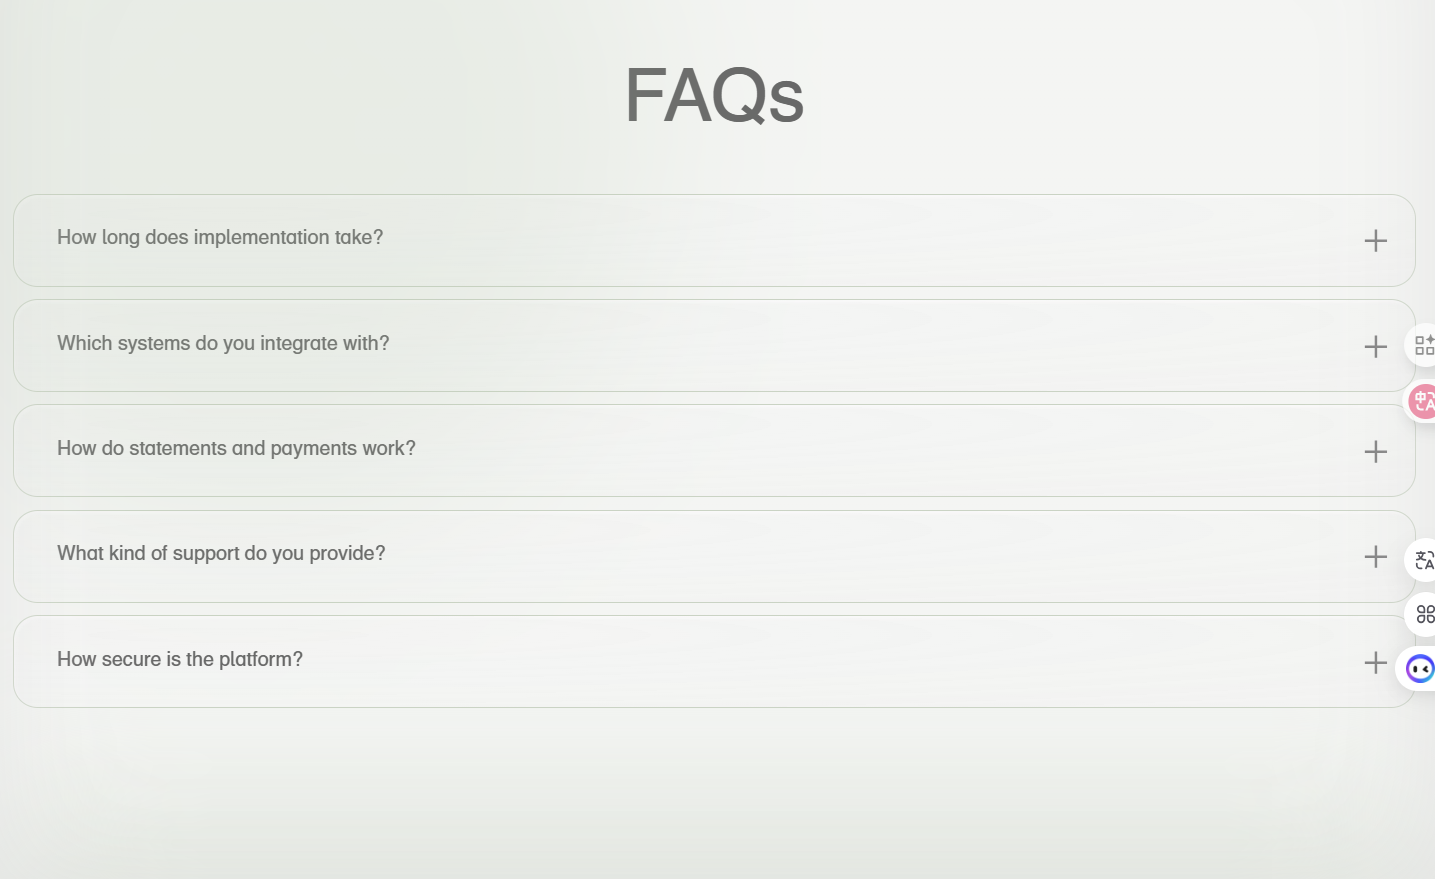 FAQs
How long does implementation take?
Which systems do you integrate with?
How do statements and payments work?
What kind of support do you provide?
How secure is the platform?